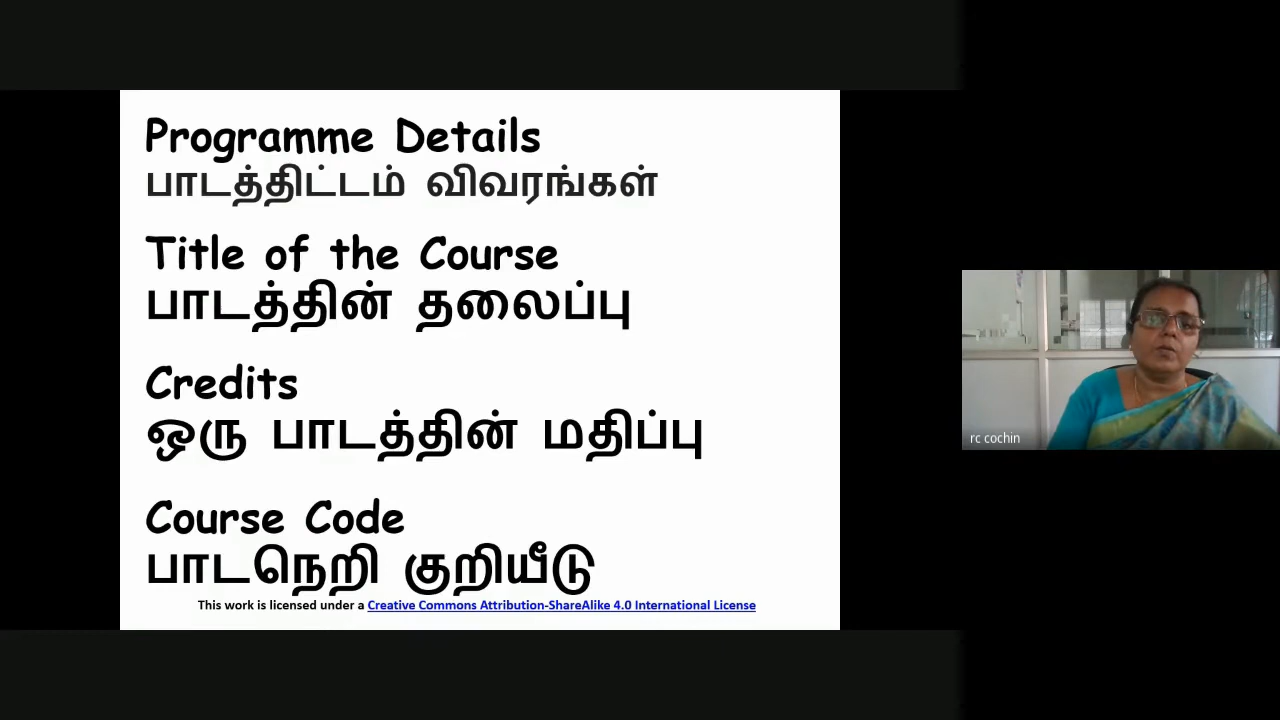 Programme Details
பாடத்திட்டம் விவரங்கள்
Title of the Course
பாடத்தின் தலைப்பு
Credits
ஒரு பாடத்தின் மதிப்பு
Course Code
பாடநெறி குறியீடு
This work is licensed under a Creative Commons Attribution-ShareAlike 4.0 International License
rc cochin